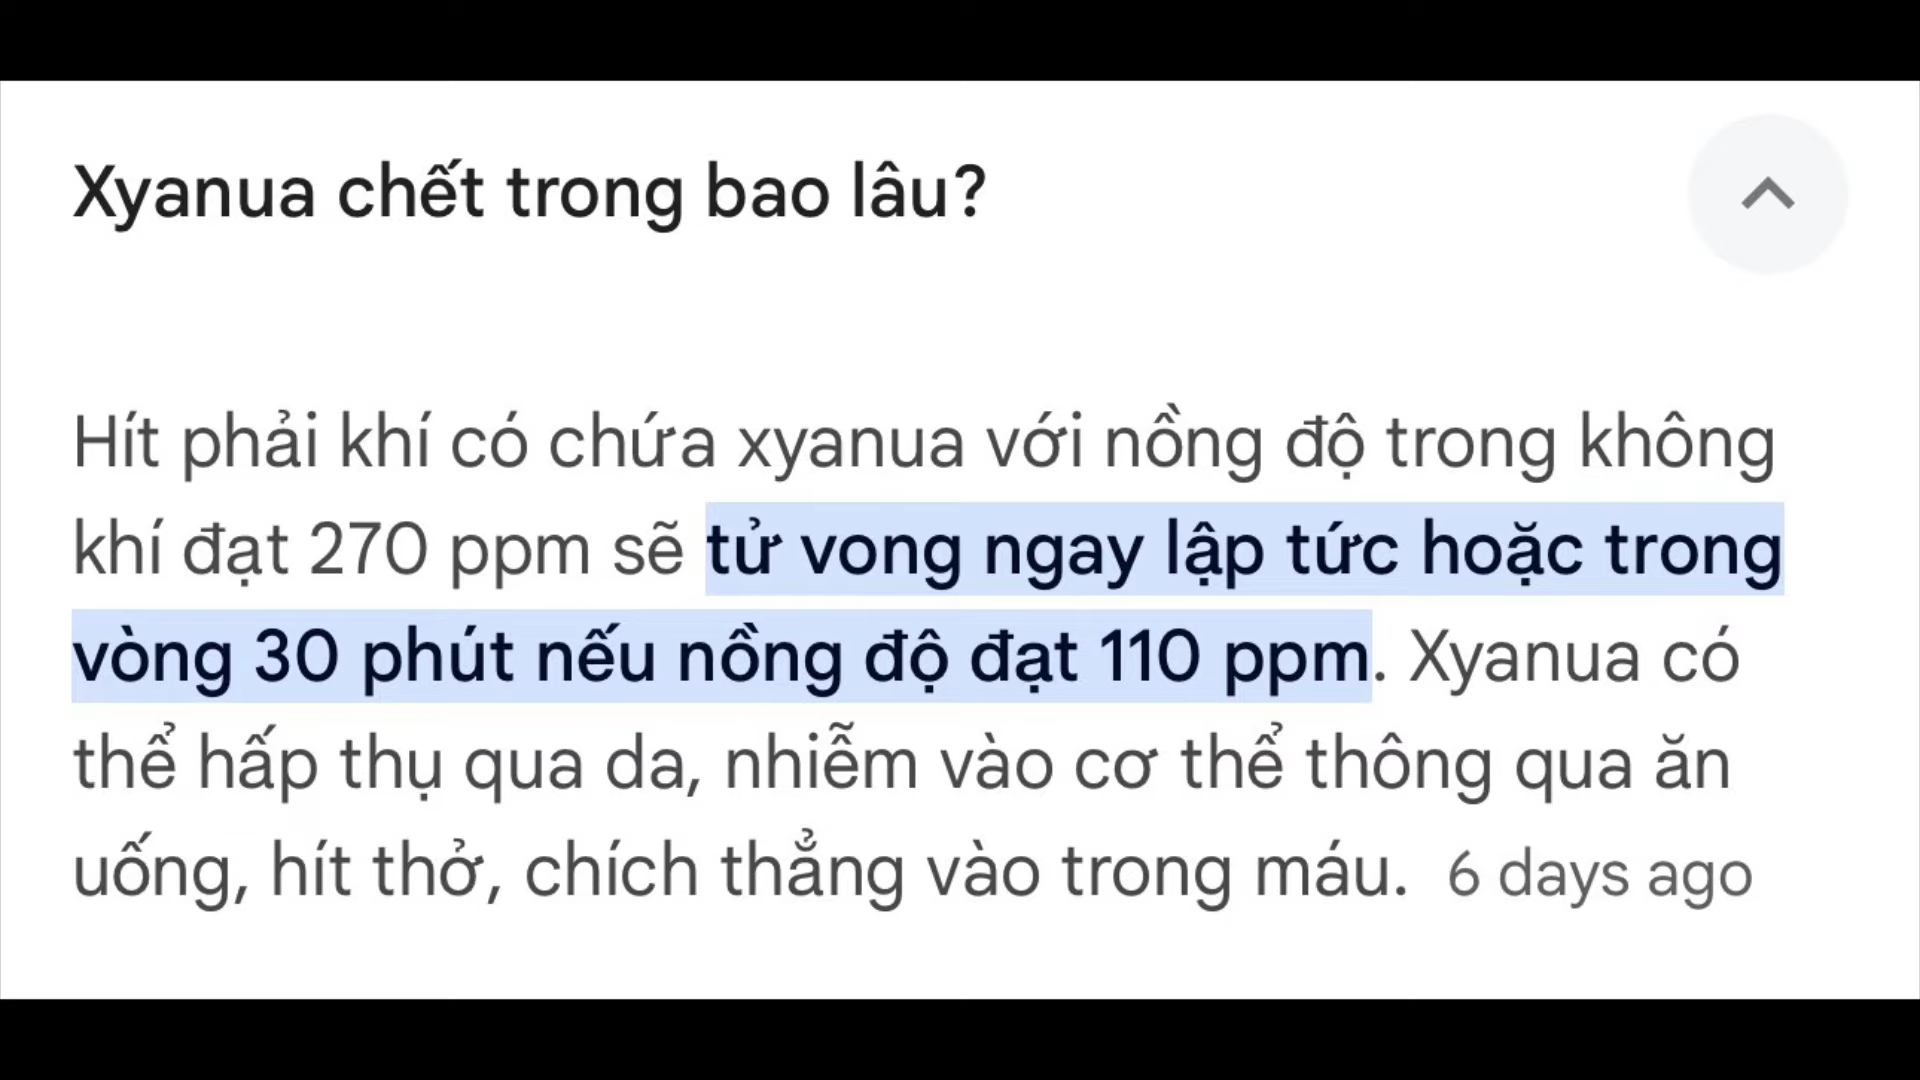 Xyanua chết trong bao lâu?
Hít phải khí có chứa xyanua với nồng độ trong không
khí đạt 270 ppm sẽ tử vong ngay lập tức hoặc trong
vòng 30 phút nếu nồng độ đạt 110 ppm. Xyanua có
thể hấp thụ qua da, nhiễm vào cơ thể thông qua ăn
uống, hít thở, chích thẳng vào trong máu. 6 days ago